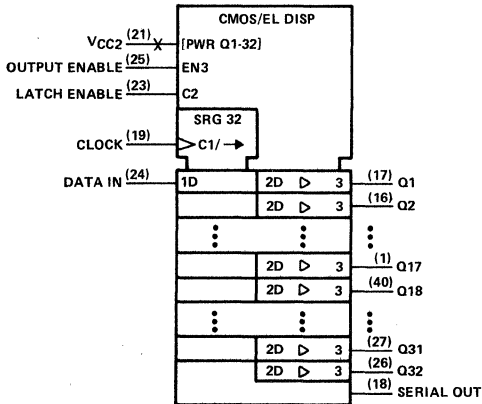 CMOS/EL DISP
VCC2 (21) [PWR Q1-32]
OUTPUT ENABLE (25) EN3
LATCH ENABLE (23) C2
SRG 32
CLOCK (19) C1/
DATA IN (24) 1D 2D 3 (17) Q1
2D 3 (16) Q2
2D 3 (1) Q17
2D 3 (40) Q18
2D 3 (27) Q31
2D 3 (26) Q32
(18) SERIAL OUT